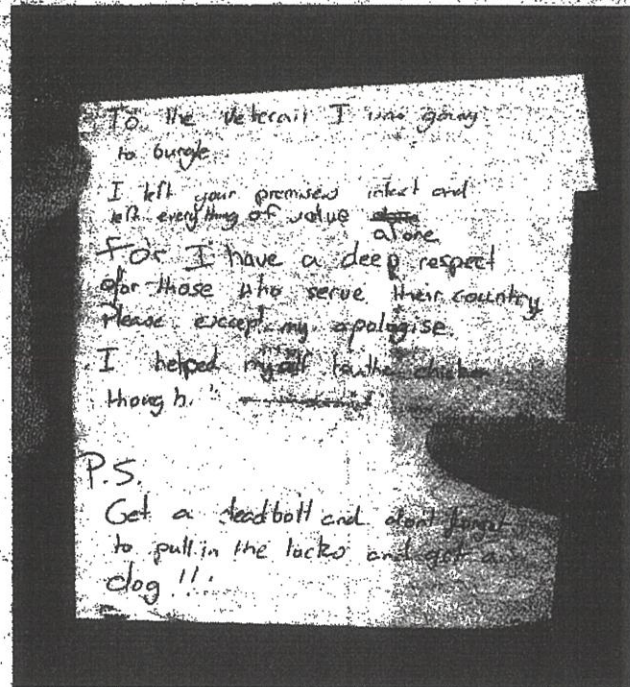 To the veteran I was going
to burgle.
I left your premises intact and
left everything of value
alone
For I have a deep respect
for those who serve their country
Please except my apologise
I helped myself to the chicken
though.
P.S.
Get a deadbolt and dont forget
to pull in the locks and get a
dog !!!